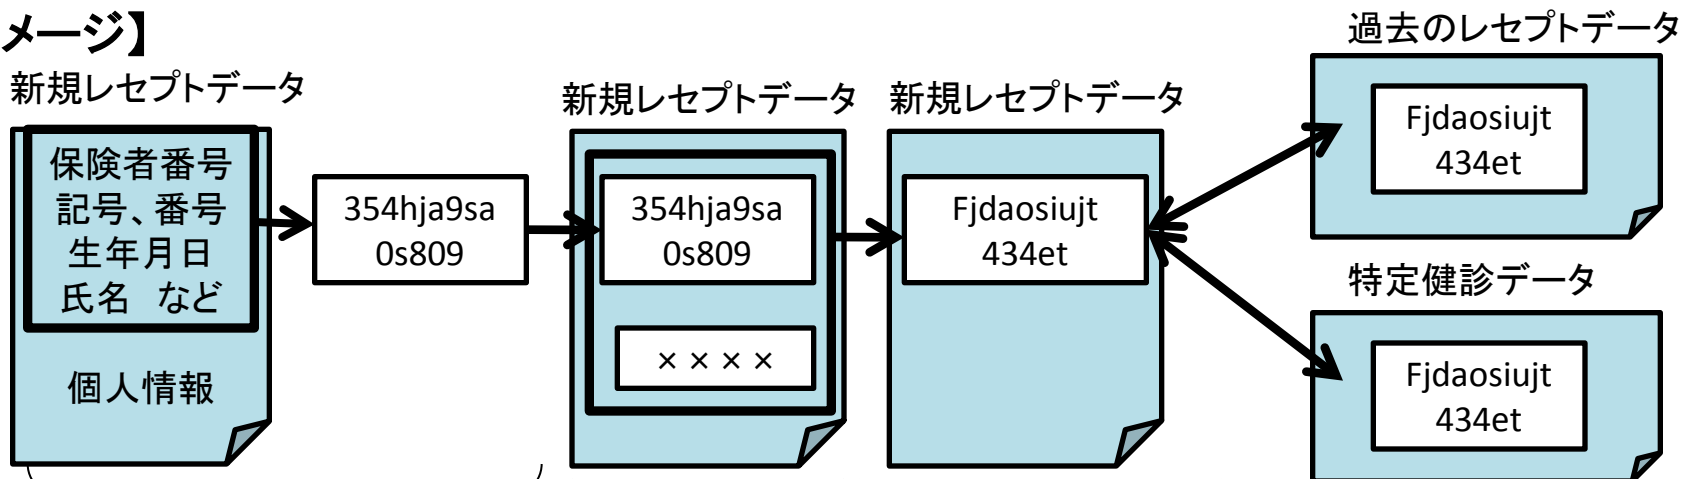 メージ】
新規レセプトデータ
保険者番号
記号、番号
生年月日
氏名　など
個人情報
354hja9sa
0s809
新規レセプトデータ
354hja9sa
0s809
××××
新規レセプトデータ
Fjdaosiujt
434et
過去のレセプトデータ
Fjdaosiujt
434et
特定健診データ
Fjdaosiujt
434et